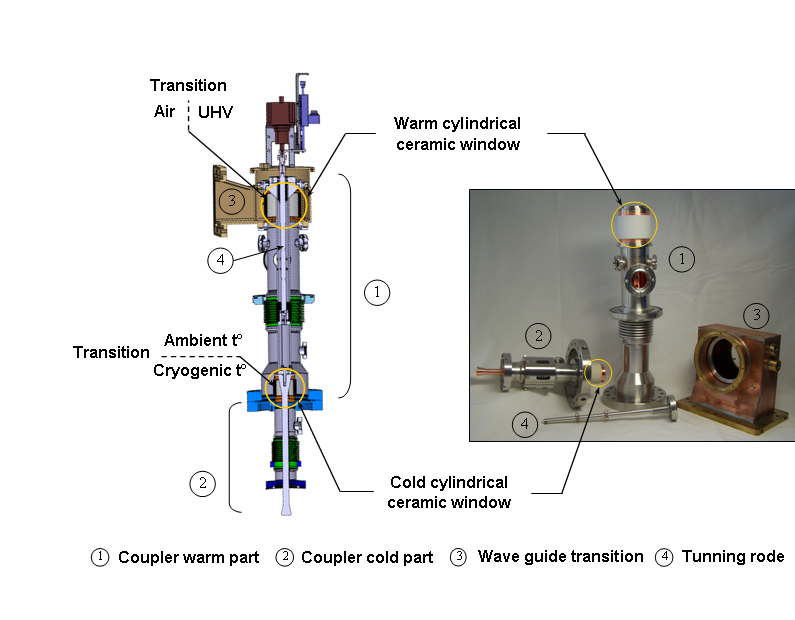 Transition
Air
UHV
Warm cylindrical
ceramic window
3
4
1
1
2
3
4
Transition
Ambient t°
Cryogenic t°
2
Cold cylindrical
ceramic window
1 Coupler warm part
2 Coupler cold part
3 Wave guide transition
4 Tunning rode